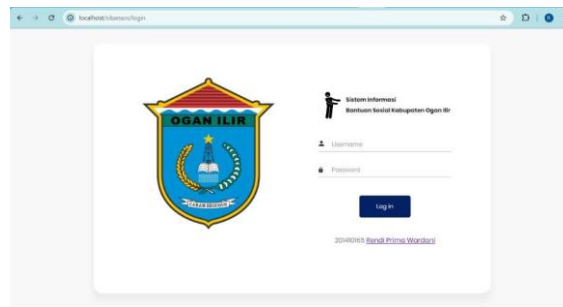 localhost/sibansos/login
OGAN ILIR
Sistem Informasi
Bantuan Sosial Kabupaten Ogan Ilir
Username
Password
Log in
Rendi Prima Wardani